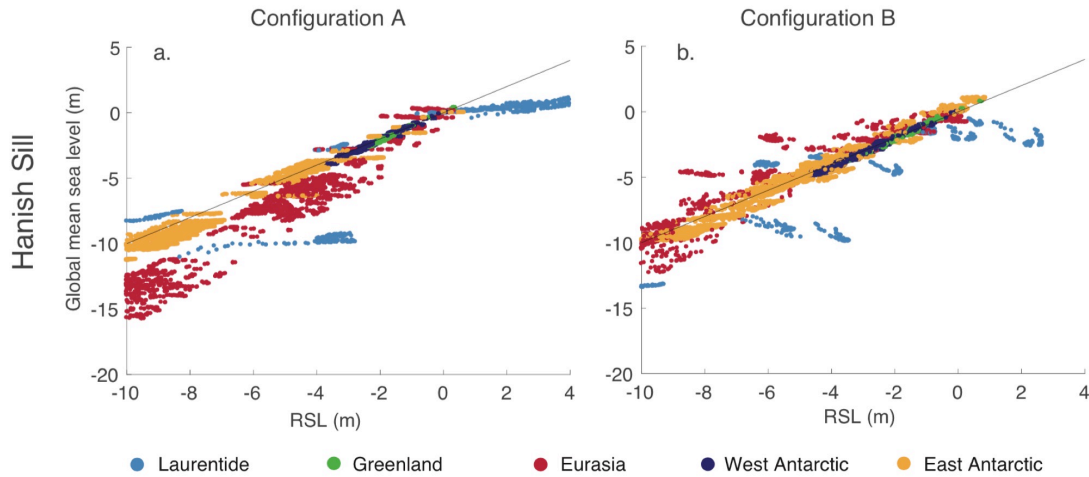 Configuration A
Configuration B
Hanish Sill
a.
Global mean sea level (m)
5
0
-5
-10
-15
-20
-10 -8 -6 -4 -2 0 2 4
RSL (m)
b.
5
0
-5
-10
-15
-20
-10 -8 -6 -4 -2 0 2 4
RSL (m)
Laurentide Greenland Eurasia West Antarctic East Antarctic